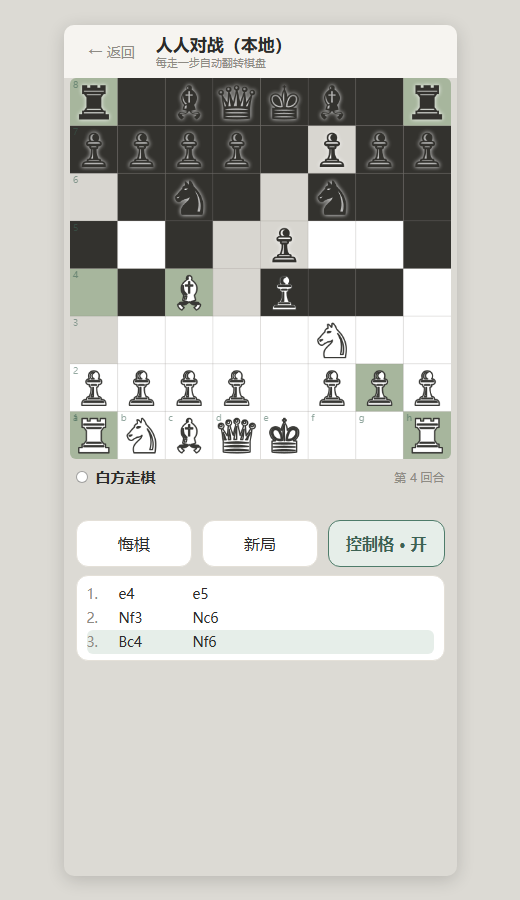 ← 返回
人人对战（本地）
每走一步自动翻转棋盘
8
7
6
5
4
3
2
b c d e f g h
白方走棋
第 4 回合
悔棋
新局
控制格 • 开
1. e4 e5
2. Nf3 Nc6
3. Bc4 Nf6